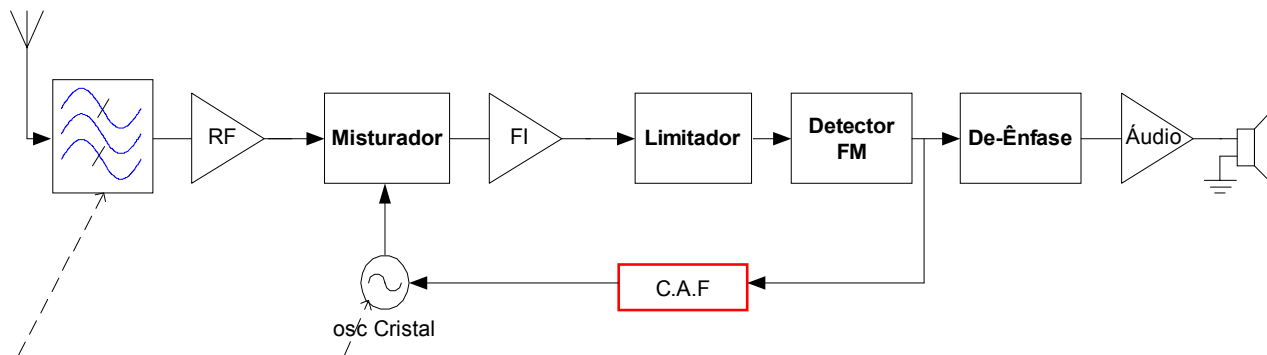 RF
Misturador
FI
Limitador
Detector
FM
De-Ênfase
Áudio
C.A.F
osc Cristal